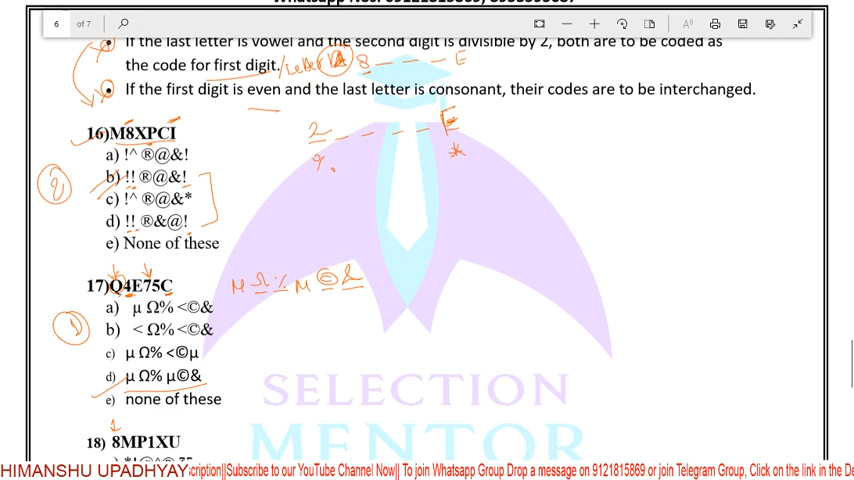 6 of 7
If the last letter is vowel and the second digit is divisible by 2, both are to be coded as
the code for first digit. /Letter 8 _ _ _ _ E
If the first digit is even and the last letter is consonant, their codes are to be interchanged.
2 _ _ _ _ E
% *
16)M8XPCI
a) !^ ®@&!
b) !! ®@&!
c) !^ ®@&*
d) !! ®&@!
e) None of these
17)Q4E75C μ Ω % μ © &
a) μ Ω% <©&
b) < Ω% <©&
c) μ Ω% <©μ
d) μ Ω% μ©&
e) none of these
SELECTION
MENTOR
18) 8MP1XU
HIMANSHU UPADHYAY scription||Subscribe to our YouTube Channel Now|| To join Whatsapp Group Drop a message on 9121815869 or join Telegram Group, Click on the link in the De